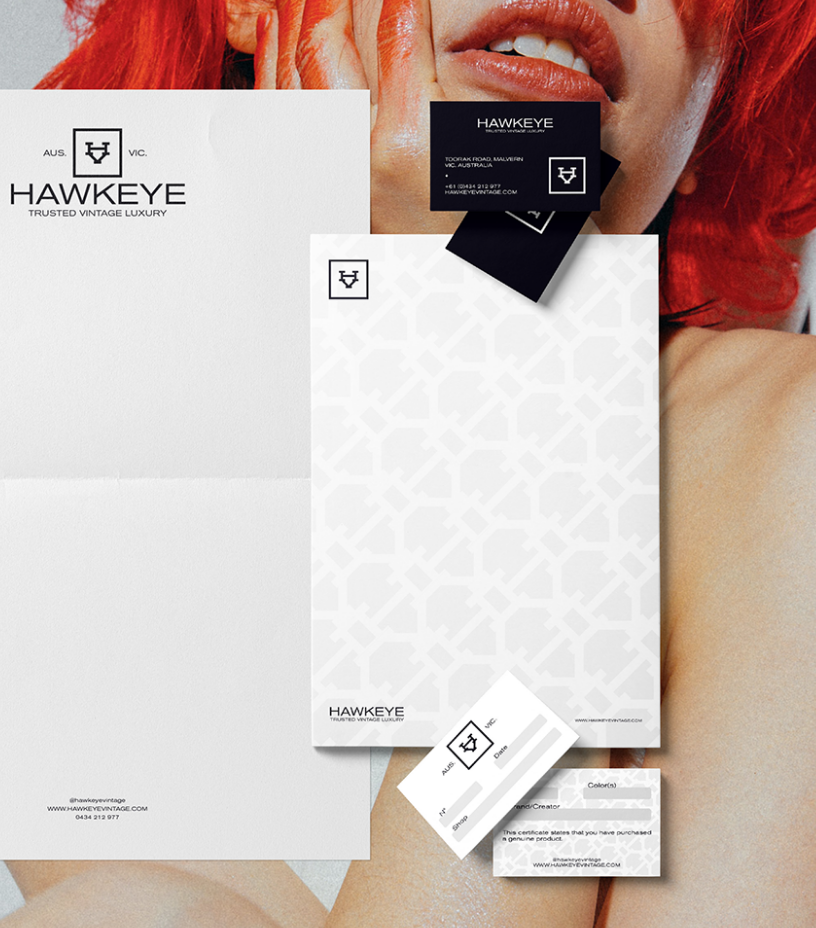 AUS. VIC.
HAWKEYE
TRUSTED VINTAGE LUXURY
@hawkeyevintage
WWW.HAWKEYEVINTAGE.COM
0434 212 977
HAWKEYE
TRUSTED VINTAGE LUXURY
TOORAK ROAD, MALVERN
VIC. AUSTRALIA
+61 (0)434 212 977
HAWKEYEVINTAGE.COM
HAWKEYE
TRUSTED VINTAGE LUXURY
WWW.HAWKEYEVINTAGE.COM
AUS. VIC.
N° Date
Shop
Color(s)
rand/Creator
This certificate states that you have purchased
a genuine product.
@hawkeyevintage
WWW.HAWKEYEVINTAGE.COM